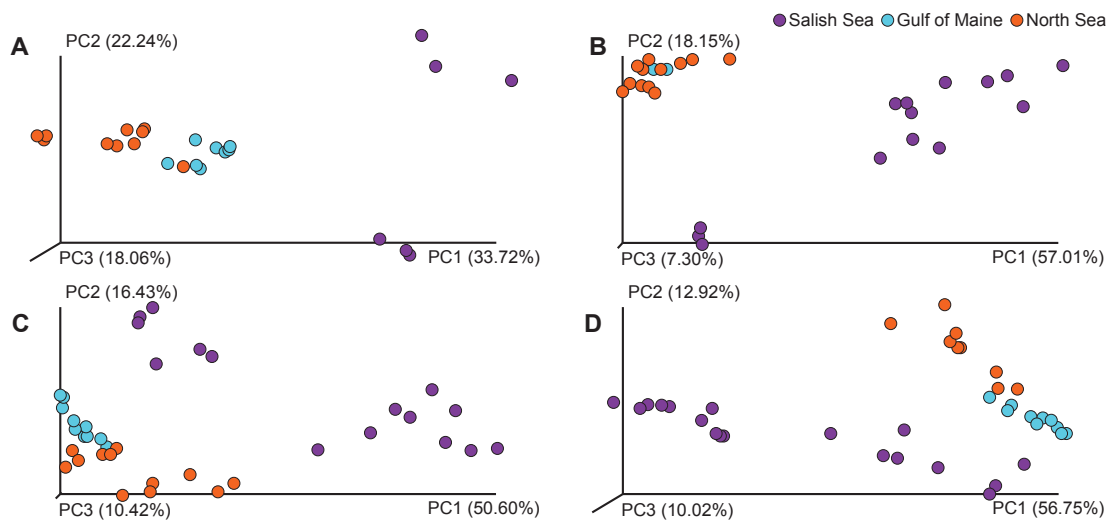 Salish Sea Gulf of Maine North Sea
A
PC2 (22.24%)
PC3 (18.06%)
PC1 (33.72%)
B
PC2 (18.15%)
PC3 (7.30%)
PC1 (57.01%)
C
PC2 (16.43%)
PC3 (10.42%)
PC1 (50.60%)
D
PC2 (12.92%)
PC3 (10.02%)
PC1 (56.75%)